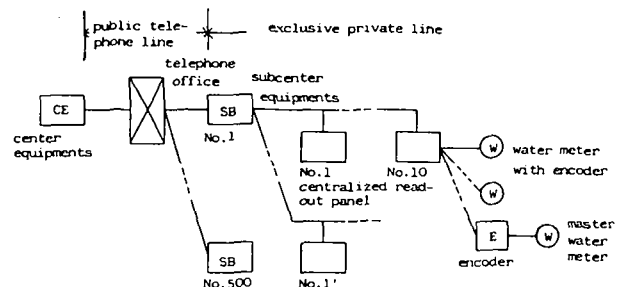 public tele-
phone line
exclusive private line
telephone
office
subcenter
equipments
CE
SB
center
equipments
No.1
No.1
No.10
centralized read-
out panel
W
water meter
with encoder
W
E
W
master
water
meter
encoder
SB
No.500
No.1'